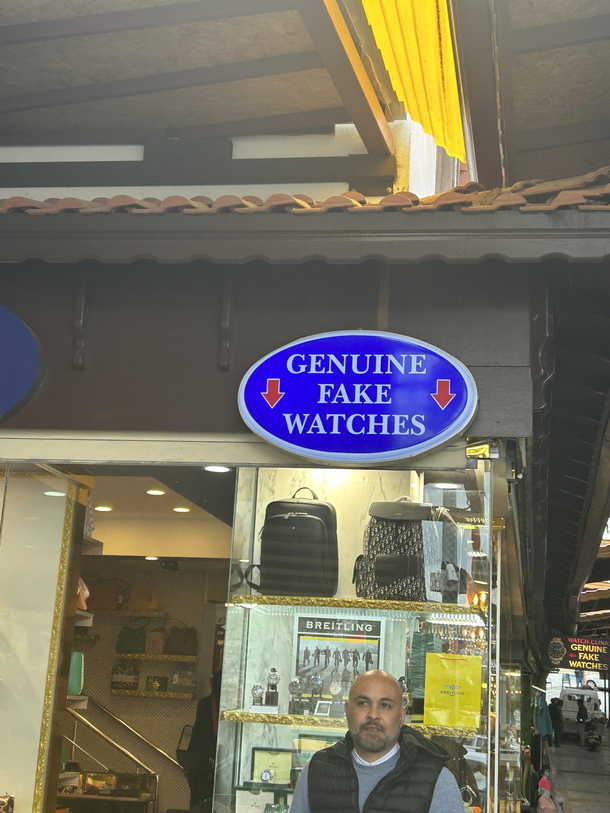 GENUINE
FAKE
WATCHES
BREITLING
WATCH CLINIC
GENUINE
FAKE
WATCHES